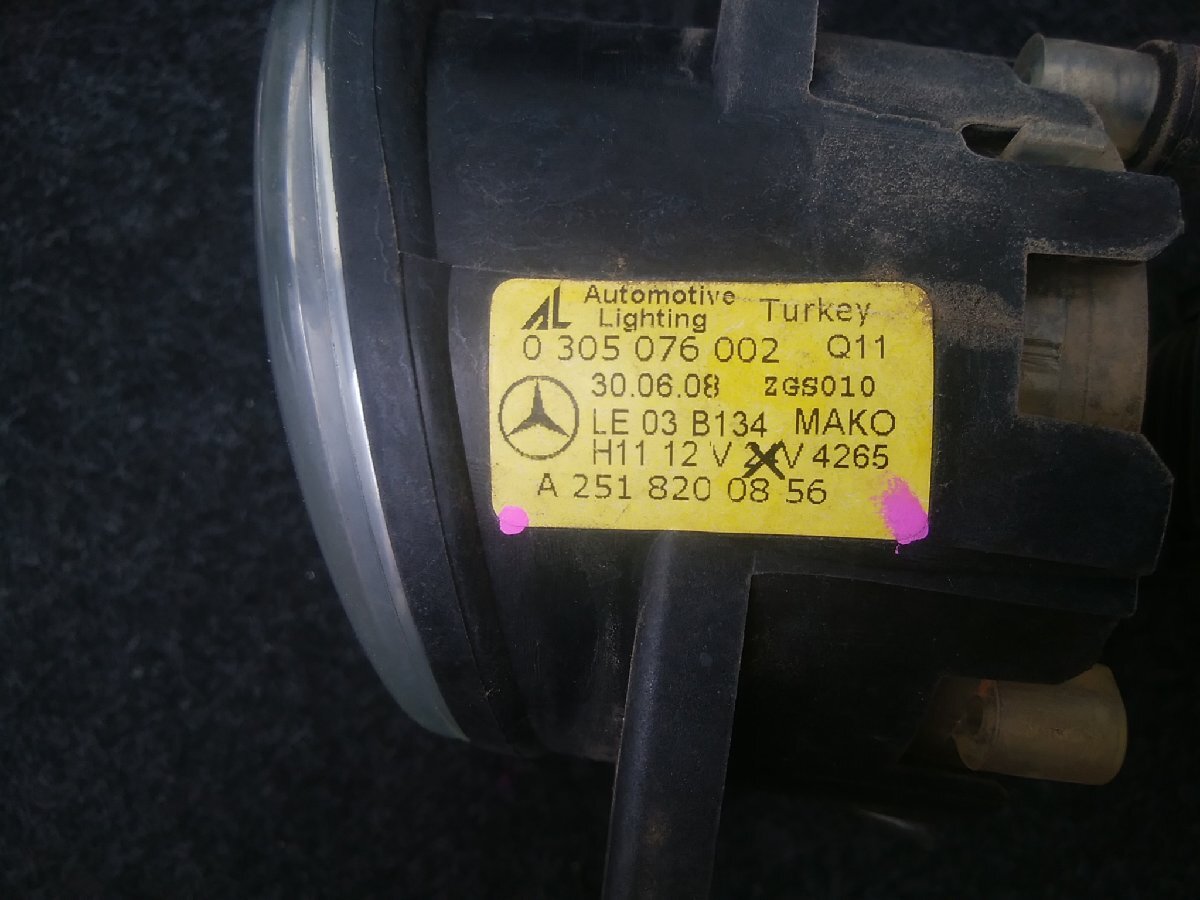 AL Automotive Lighting Turkey
0 305 076 002 Q11
30.06.08 ZGS010
LE 03 B134 MAKO
H11 12 V V 4265
A 251 820 08 56